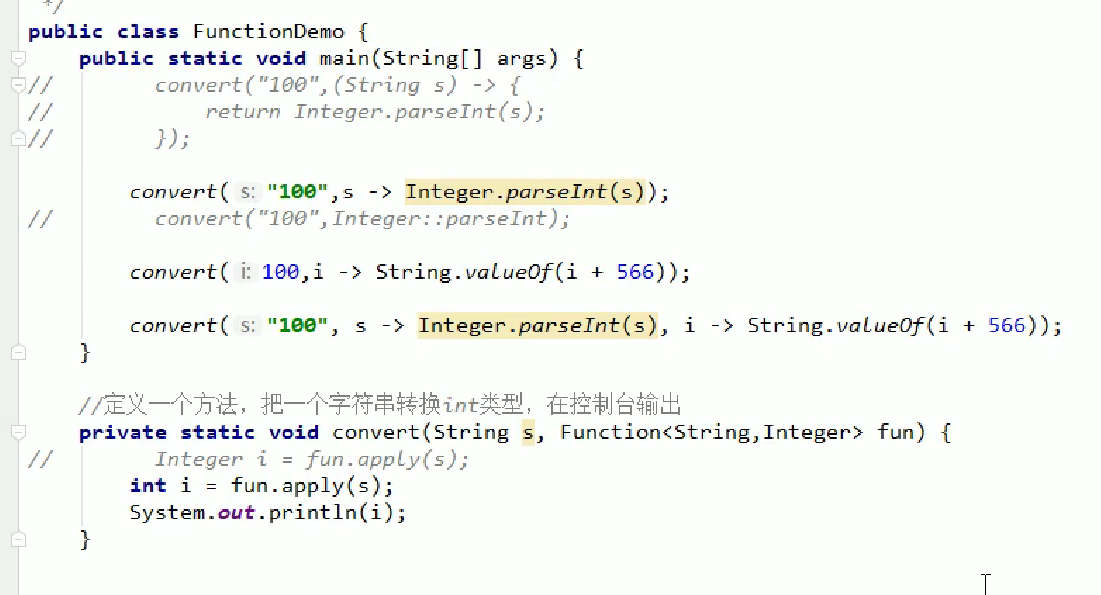 */
public class FunctionDemo {
public static void main(String[] args) {
// convert("100",(String s) -> {
// return Integer.parseInt(s);
// });
convert( s: "100",s -> Integer.parseInt(s));
// convert("100",Integer::parseInt);
convert( i: 100,i -> String.valueOf(i + 566));
convert( s: "100", s -> Integer.parseInt(s), i -> String.valueOf(i + 566));
}
//定义一个方法，把一个字符串转换int类型，在控制台输出
private static void convert(String s, Function<String,Integer> fun) {
// Integer i = fun.apply(s);
int i = fun.apply(s);
System.out.println(i);
}